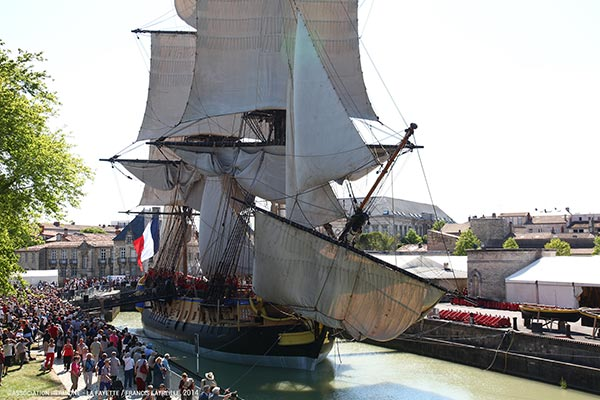 ©ASSOCIATION HERMIONE - LA FAYETTE / FRANCIS LATREILLE / 2014